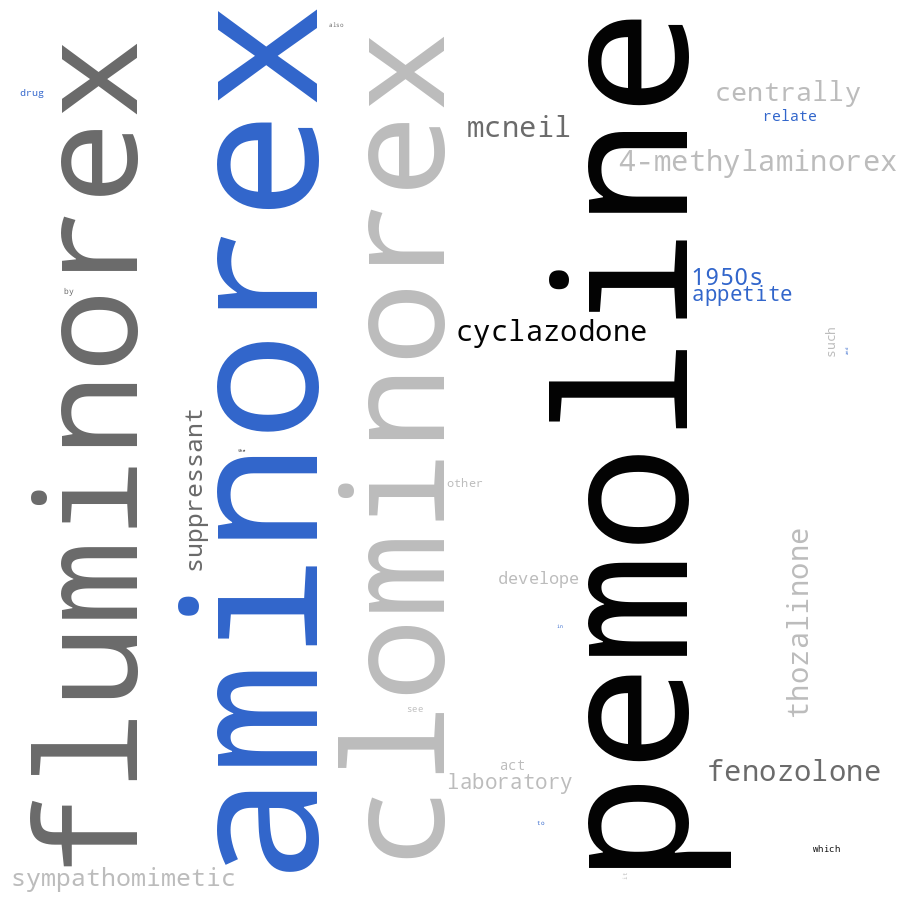 also
drug
centrally
relate
mcneil
4-methylaminorex
1950s
appetite
by
cyclazodone
such
suppressant
other
develope
in
thozalinone
see
act
laboratory
fenozolone
to
which
sympathomimetic
fluminorex
aminorex
clominorex
pemoline